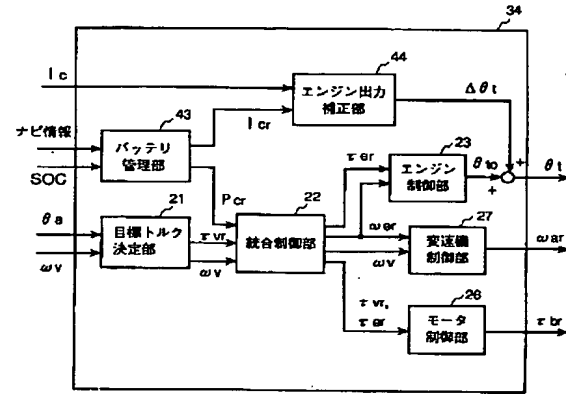 34
44
Ic
エンジン出力
補正部
Δθt
43
Icr
ナビ情報
バッテリ
管理部
SOC
τer
23
エンジン
制御部
θto
+
+
θt
Pcr
21
22
θa
目標トルク
決定部
τvr
統合制御部
ωer
27
変速機
制御部
ωar
ωv
ωv
ωv
τvr,
τer
26
モータ
制御部
τbr